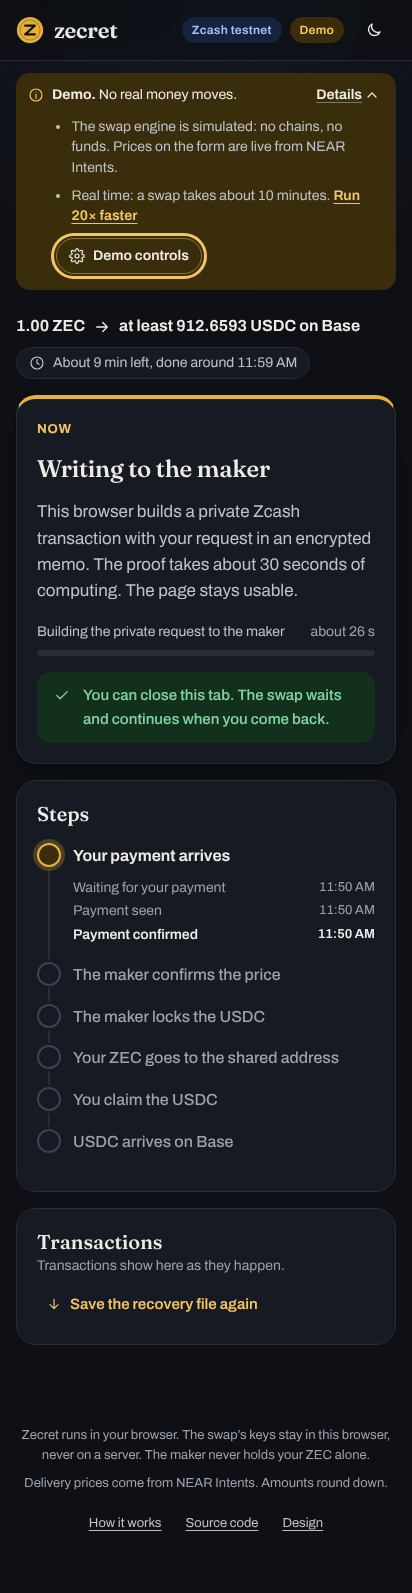 zecret
Zcash testnet
Demo
Demo. No real money moves.
Details
• The swap engine is simulated: no chains, no
funds. Prices on the form are live from NEAR
Intents.
• Real time: a swap takes about 10 minutes. Run
20× faster
Demo controls
1.00 ZEC → at least 912.6593 USDC on Base
About 9 min left, done around 11:59 AM
NOW
Writing to the maker
This browser builds a private Zcash
transaction with your request in an encrypted
memo. The proof takes about 30 seconds of
computing. The page stays usable.
Building the private request to the maker
about 26 s
You can close this tab. The swap waits
and continues when you come back.
Steps
Your payment arrives
Waiting for your payment 11:50 AM
Payment seen 11:50 AM
Payment confirmed 11:50 AM
The maker confirms the price
The maker locks the USDC
Your ZEC goes to the shared address
You claim the USDC
USDC arrives on Base
Transactions
Transactions show here as they happen.
↓ Save the recovery file again
Zecret runs in your browser. The swap's keys stay in this browser,
never on a server. The maker never holds your ZEC alone.
Delivery prices come from NEAR Intents. Amounts round down.
How it works
Source code
Design